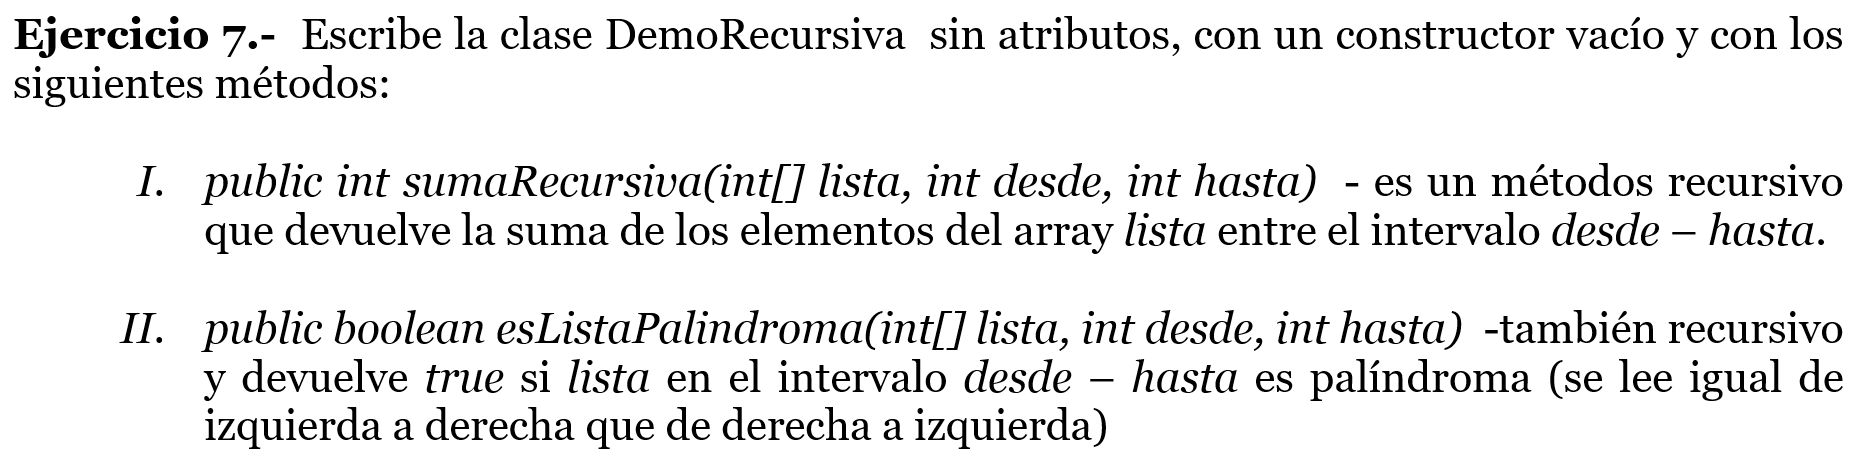 Ejercicio 7.- Escribe la clase DemoRecursiva sin atributos, con un constructor vacío y con los
siguientes métodos:
I. public int sumaRecursiva(int[] lista, int desde, int hasta) - es un métodos recursivo
que devuelve la suma de los elementos del array lista entre el intervalo desde – hasta.
II. public boolean esListaPalindroma(int[] lista, int desde, int hasta) -también recursivo
y devuelve true si lista en el intervalo desde – hasta es palíndroma (se lee igual de
izquierda a derecha que de derecha a izquierda)